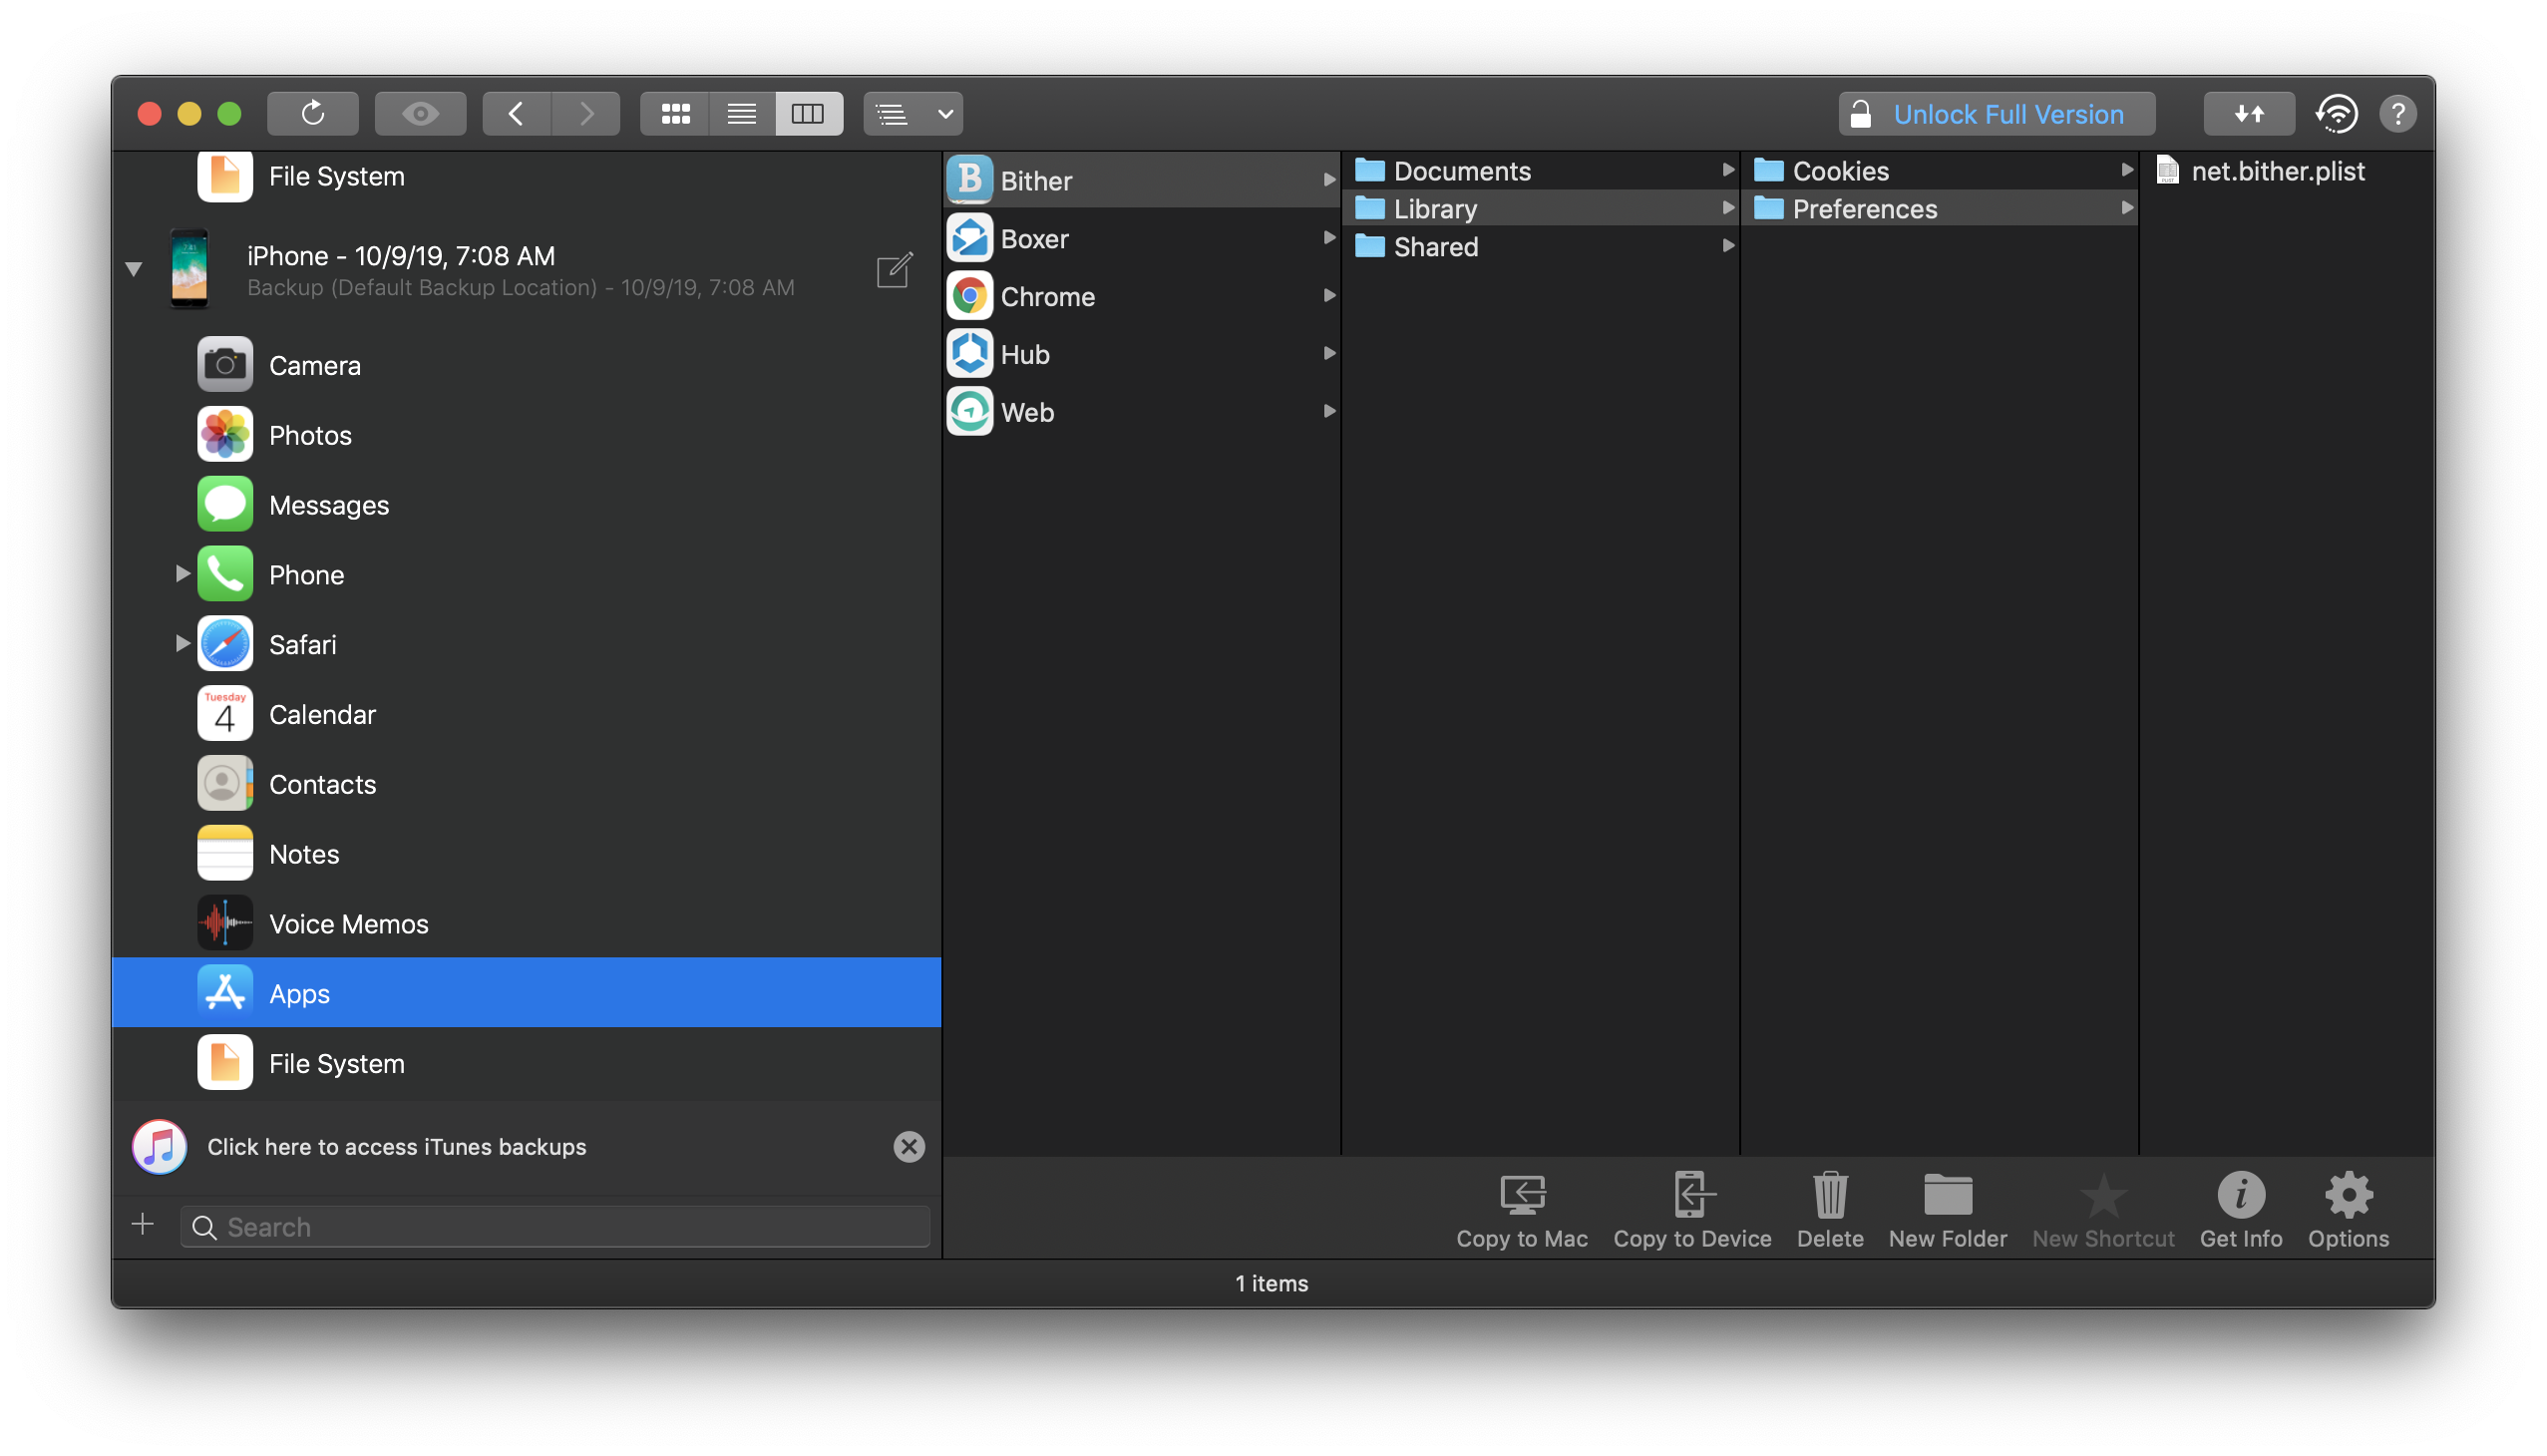 Unlock Full Version
?
File System
iPhone - 10/9/19, 7:08 AM
Backup (Default Backup Location) - 10/9/19, 7:08 AM
Camera
Photos
Messages
Phone
Safari
Tuesday
4
Calendar
Contacts
Notes
Voice Memos
Apps
File System
Click here to access iTunes backups
Search
B
Bither
Boxer
Chrome
Hub
Web
Documents
Library
Shared
Cookies
Preferences
net.bither.plist
Copy to Mac
Copy to Device
Delete
New Folder
New Shortcut
Get Info
Options
1 items